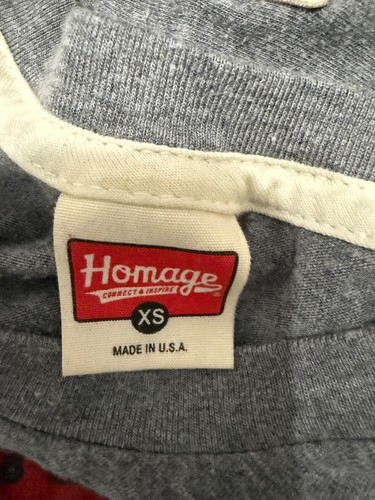 Homage
CONNECT & INSPIRE
XS
MADE IN U.S.A.